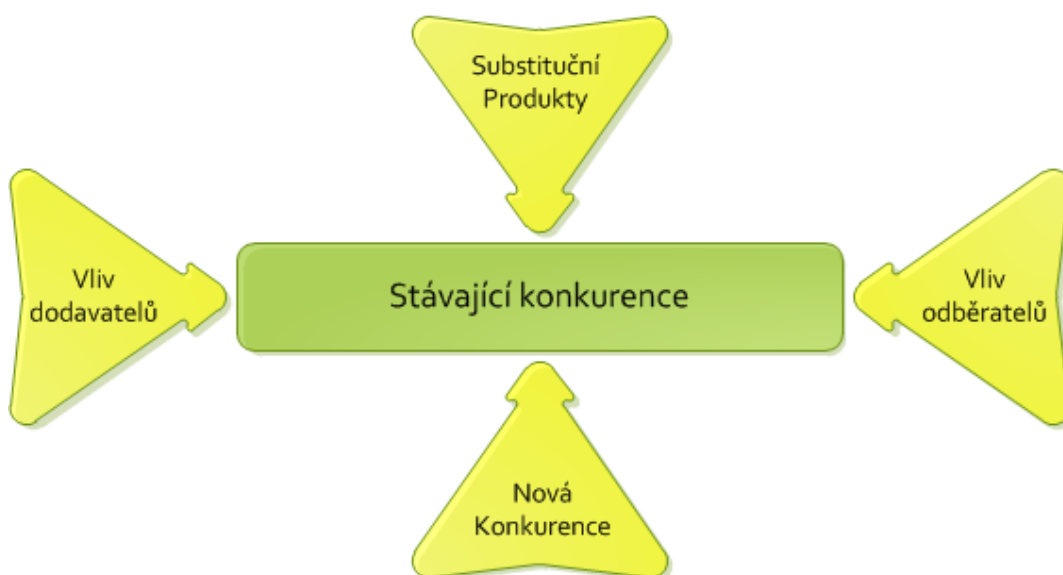 Substituční
Produkty
Vliv
dodavatelů
Stávající konkurence
Vliv
odběratelů
Nová
Konkurence